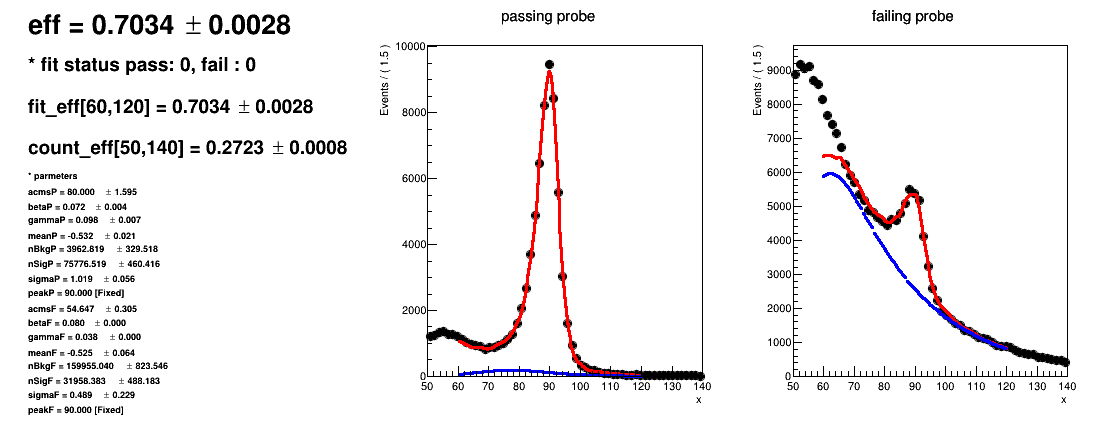 eff = 0.7034 ± 0.0028
* fit status pass: 0, fail : 0
fit_eff[60,120] = 0.7034 ± 0.0028
count_eff[50,140] = 0.2723 ± 0.0008
* parmeters
acmsP = 80.000 ± 1.595
betaP = 0.072 ± 0.004
gammaP = 0.098 ± 0.007
meanP = -0.532 ± 0.021
nBkgP = 3962.819 ± 329.518
nSigP = 75776.519 ± 460.416
sigmaP = 1.019 ± 0.056
peakP = 90.000 [Fixed]
acmsF = 54.647 ± 0.305
betaF = 0.080 ± 0.000
gammaF = 0.038 ± 0.000
meanF = -0.525 ± 0.064
nBkgF = 159955.040 ± 823.546
nSigF = 31958.383 ± 488.183
sigmaF = 0.489 ± 0.229
peakF = 90.000 [Fixed]
passing probe
Events / ( 1.5 )
10000
8000
6000
4000
2000
0
50 60 70 80 90 100 110 120 130 140
x
failing probe
Events / ( 1.5 )
9000
8000
7000
6000
5000
4000
3000
2000
1000
0
50 60 70 80 90 100 110 120 130 140
x